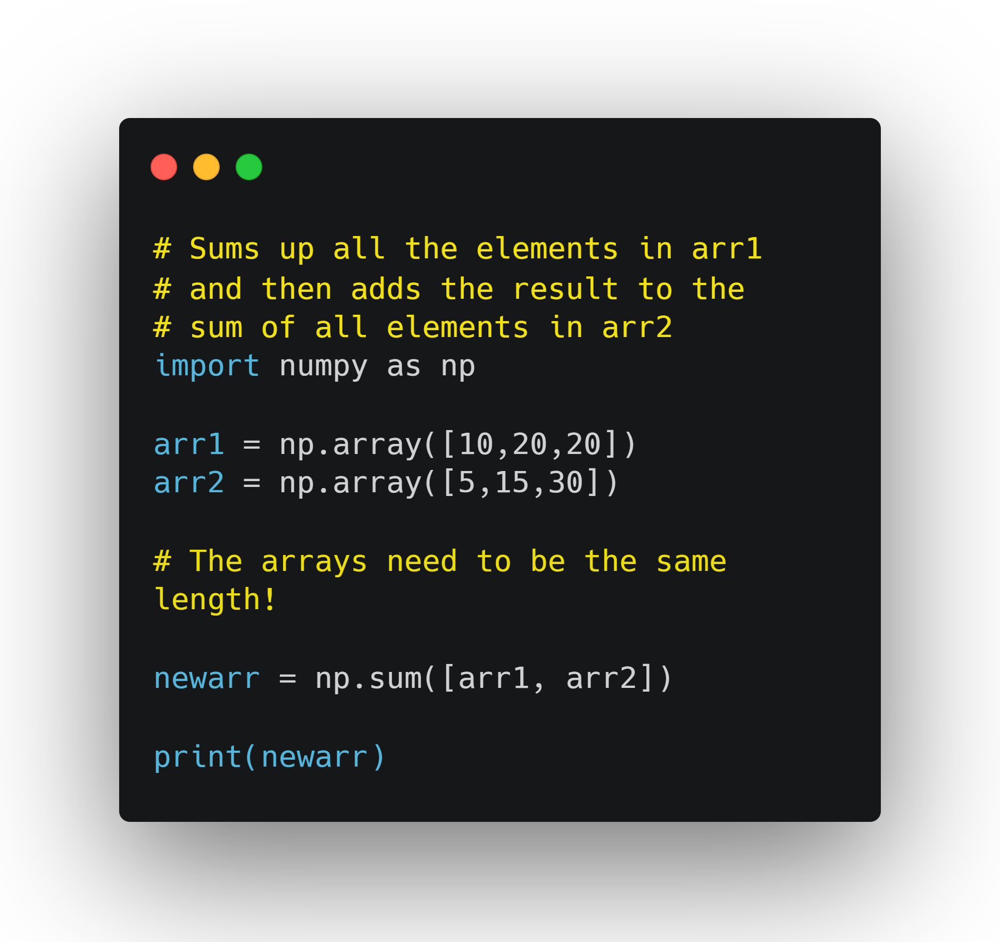 # Sums up all the elements in arr1
# and then adds the result to the
# sum of all elements in arr2
import numpy as np
arr1 = np.array([10,20,20])
arr2 = np.array([5,15,30])
# The arrays need to be the same
length!
newarr = np.sum([arr1, arr2])
print(newarr)